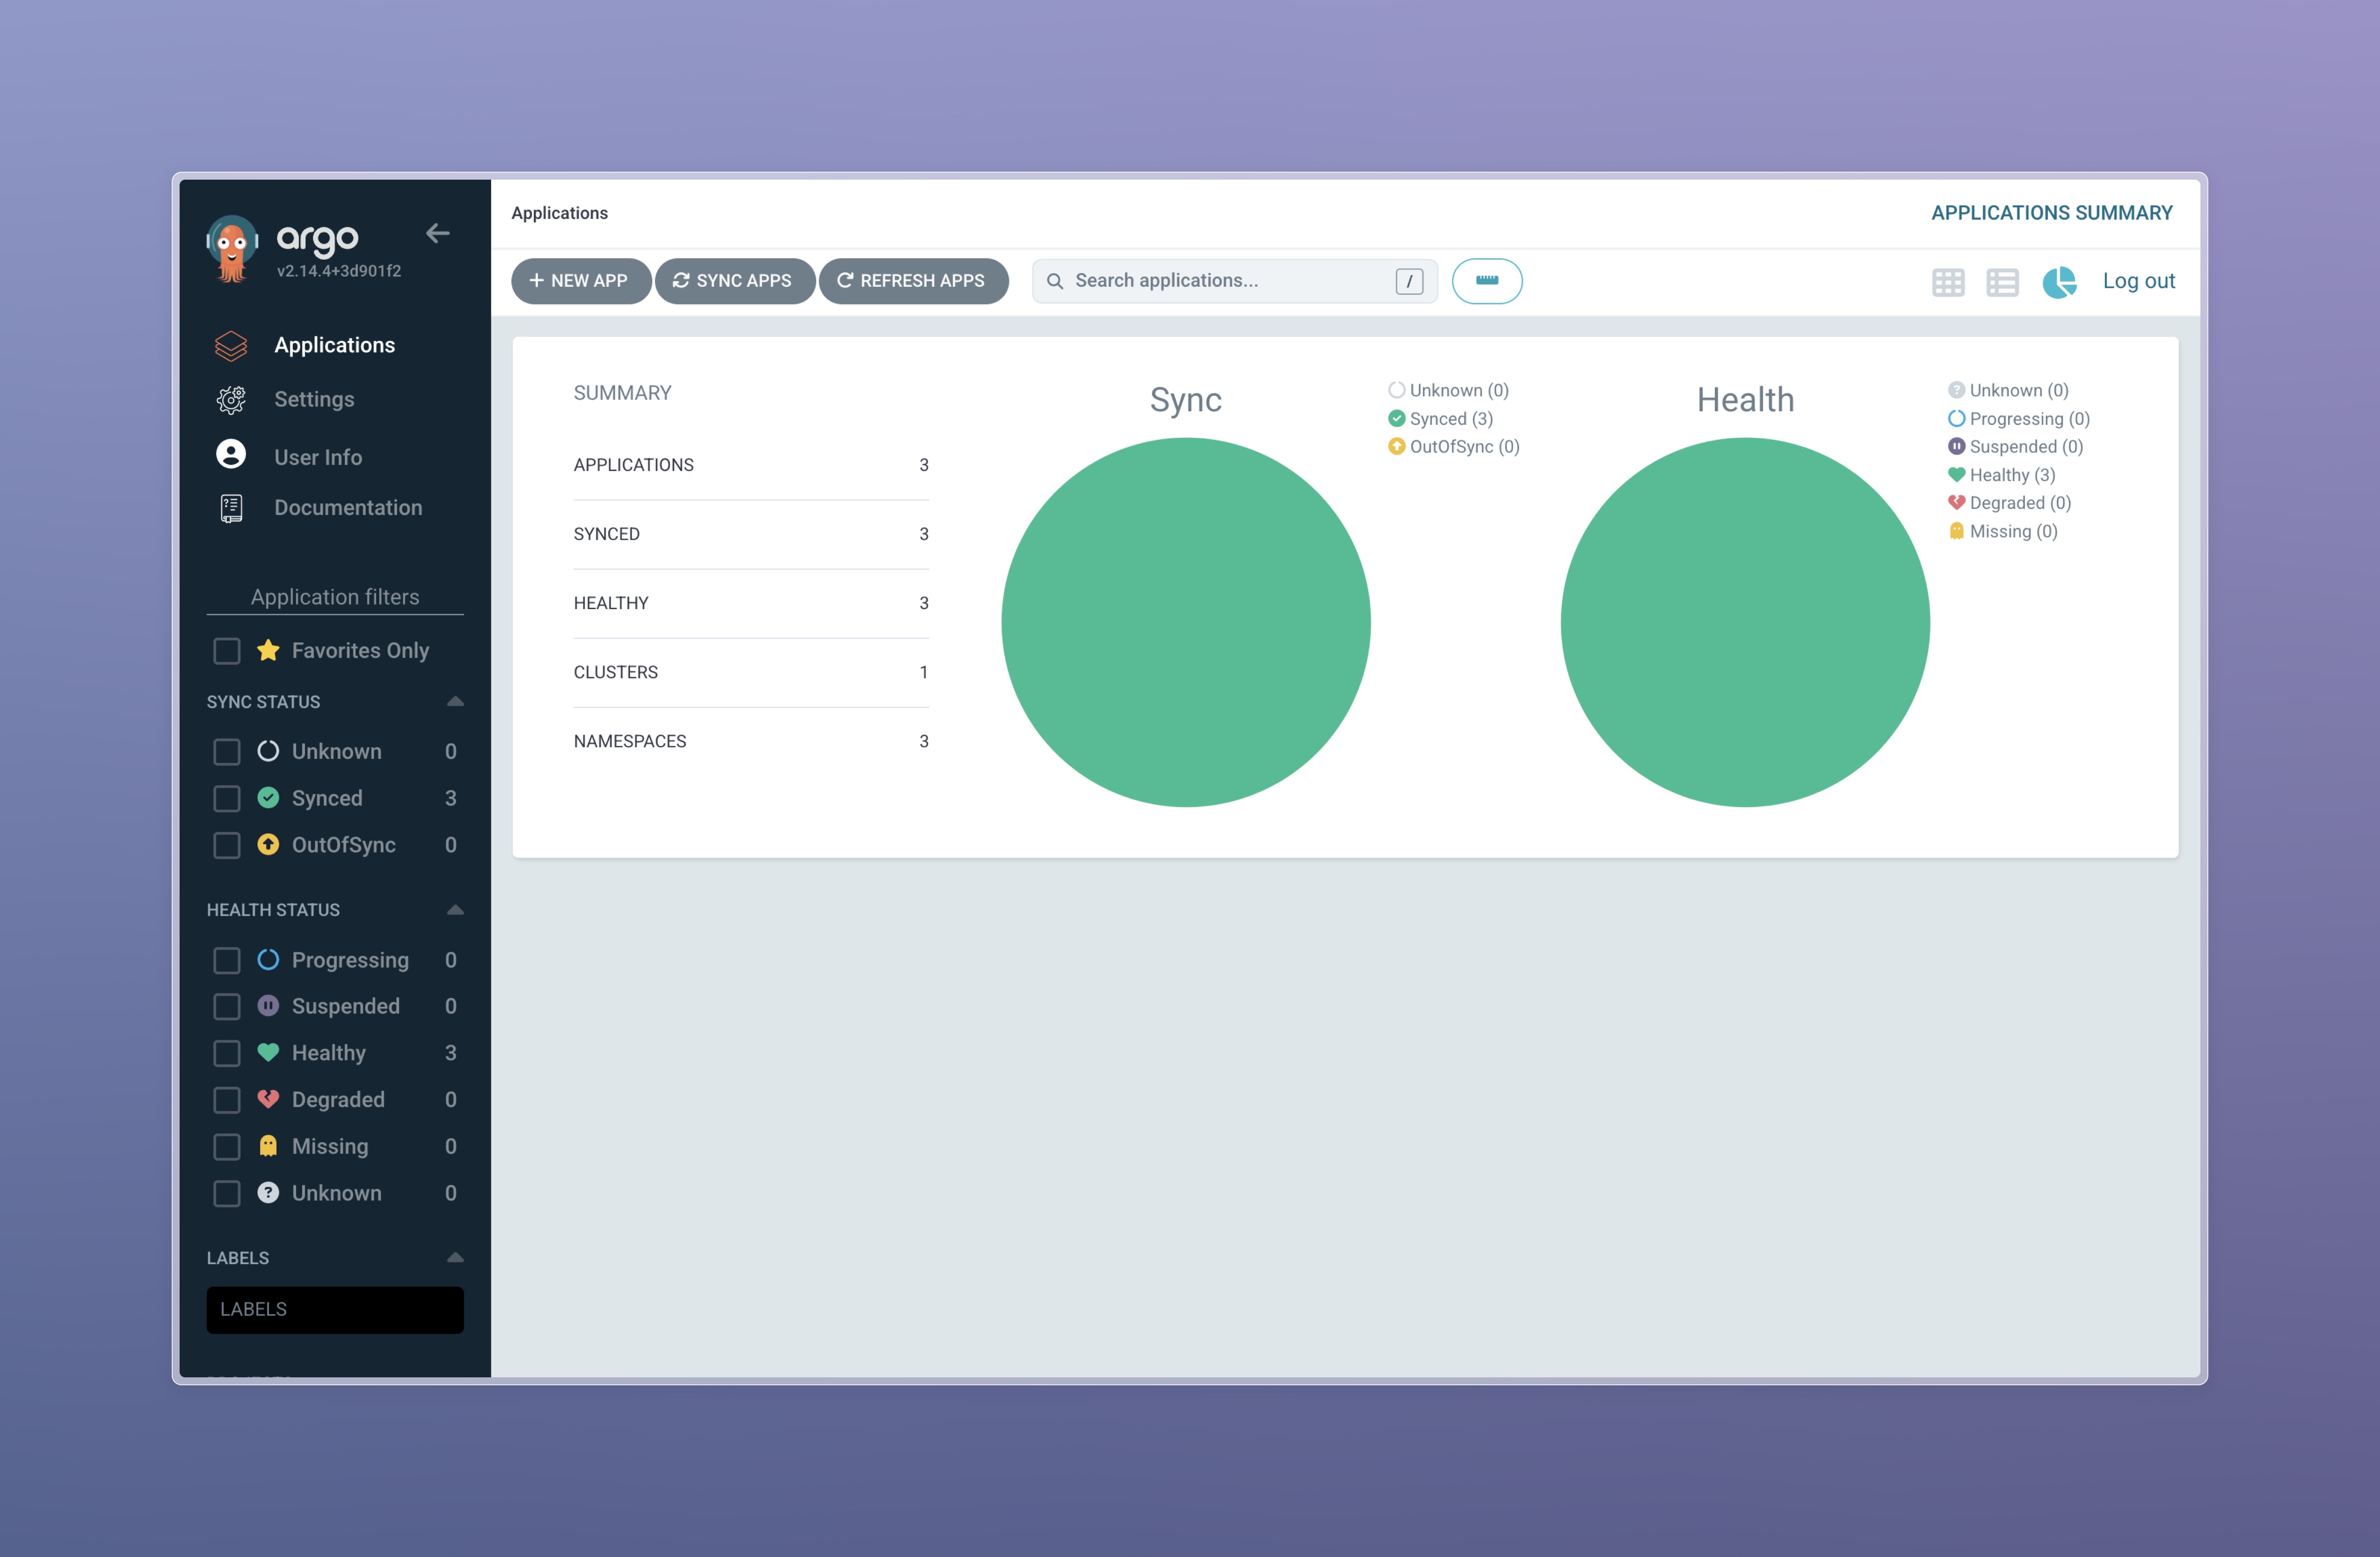 argo
v2.14.4+3d901f2
Applications
Settings
User Info
Documentation
Application filters
Favorites Only
SYNC STATUS
Unknown 0
Synced 3
OutOfSync 0
HEALTH STATUS
Progressing 0
Suspended 0
Healthy 3
Degraded 0
Missing 0
Unknown 0
LABELS
LABELS
Applications
APPLICATIONS SUMMARY
+ NEW APP
SYNC APPS
REFRESH APPS
Search applications...
/
Log out
SUMMARY
APPLICATIONS 3
SYNCED 3
HEALTHY 3
CLUSTERS 1
NAMESPACES 3
Sync
Unknown (0)
Synced (3)
OutOfSync (0)
Health
Unknown (0)
Progressing (0)
Suspended (0)
Healthy (3)
Degraded (0)
Missing (0)